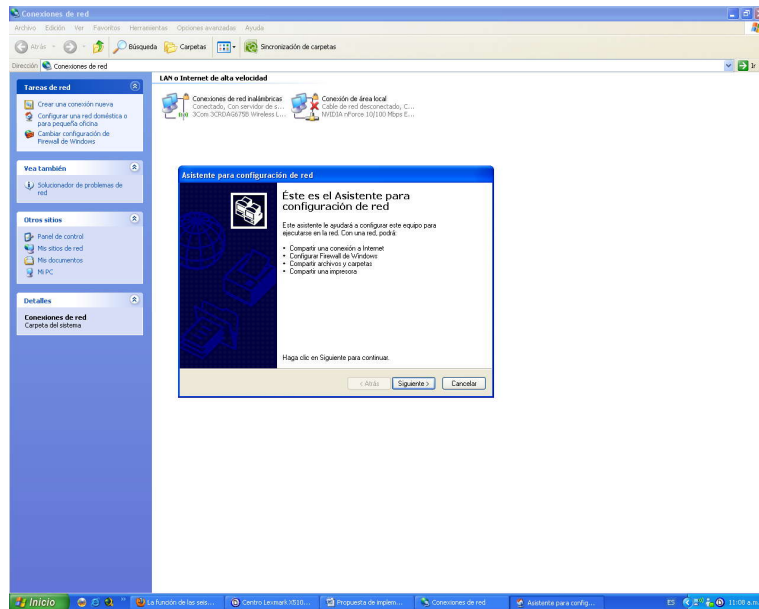 Conexiones de red
Archivo Edición Ver Favoritos Herramientas Opciones avanzadas Ayuda
Atrás Búsqueda Carpetas Sincronización de carpetas
Dirección Conexiones de red Ir
Tareas de red
Crear una conexión nueva
Configurar una red doméstica o
para pequeña oficina
Cambiar configuración de
Firewall de Windows
Vea también
Solucionador de problemas de
red
Otros sitios
Panel de control
Mis sitios de red
Mis documentos
Mi PC
Detalles
Conexiones de red
Carpeta del sistema
LAN o Internet de alta velocidad
Conexiones de red inalámbricas
Conectado, Con servidor de s...
3Com 3CRDAG675B Wireless L...
Conexión de área local
Cable de red desconectado, C...
NVIDIA nForce 10/100 Mbps E...
Asistente para configuración de red
Éste es el Asistente para
configuración de red
Este asistente le ayudará a configurar este equipo para
ejecutarse en la red. Con una red, podrá:
• Compartir una conexión a Internet
• Configurar Firewall de Windows
• Compartir archivos y carpetas
• Compartir una impresora
Haga clic en Siguiente para continuar.
< Atrás Siguiente > Cancelar
Inicio La función de las seis... Centro Lexmark X510... Propuesta de implem... Conexiones de red Asistente para config... ES 11:08 a.m.